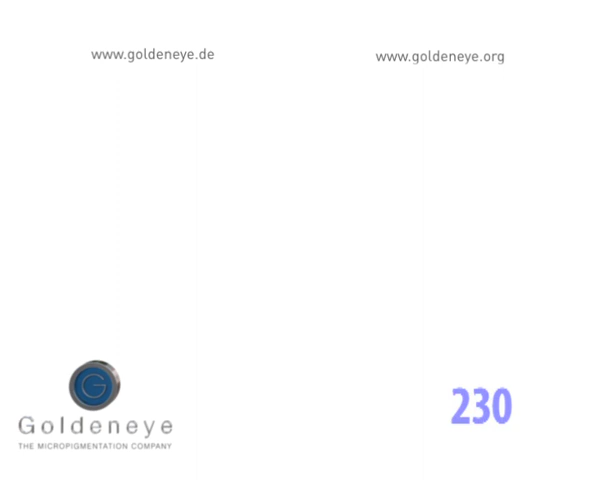 www.goldeneye.de
www.goldeneye.org
G
Goldeneye
THE MICROPIGMENTATION COMPANY
230